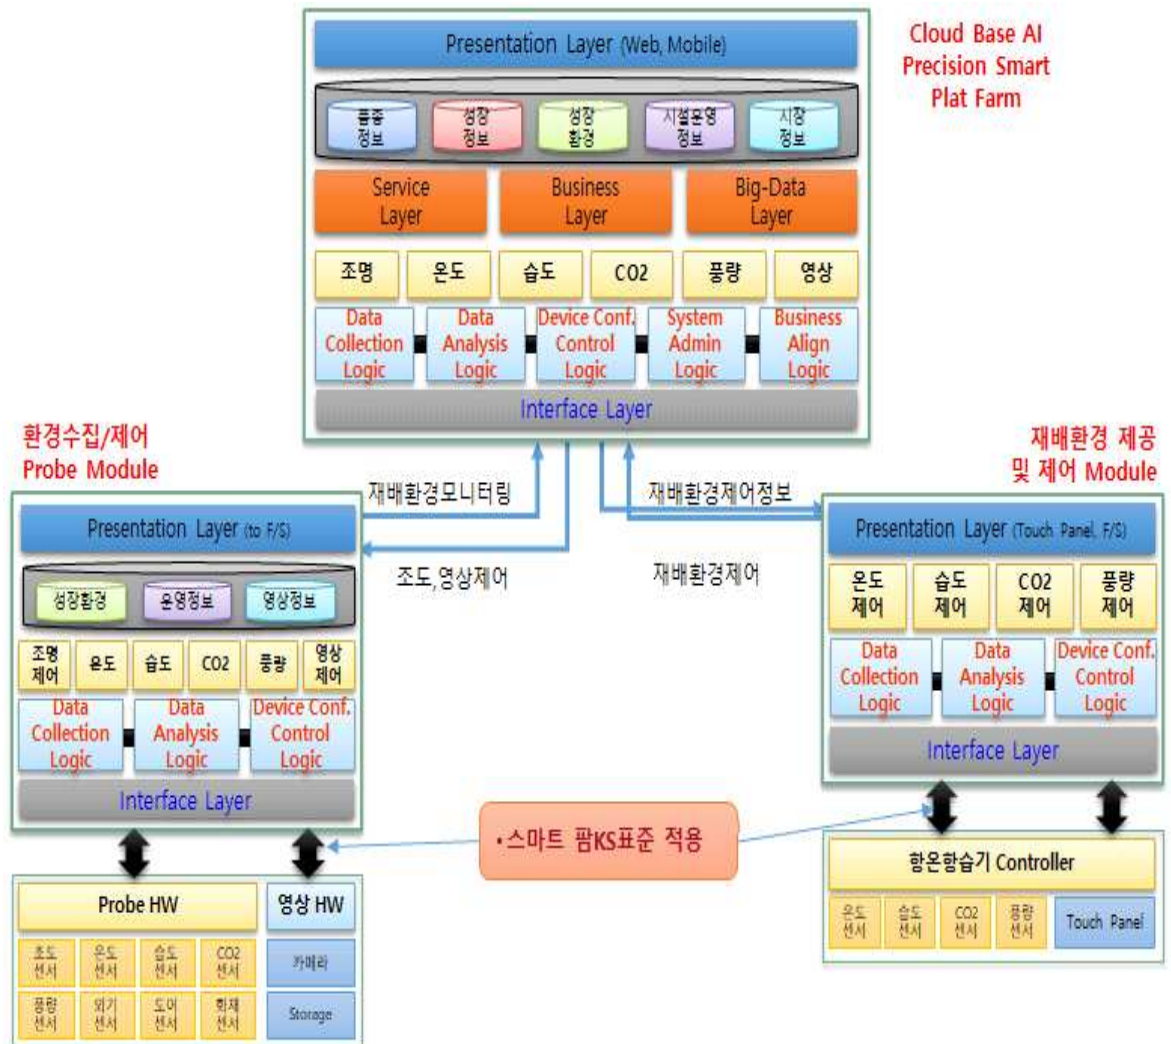 Presentation Layer (Web, Mobile)
Cloud Base AI
Precision Smart
Plat Farm
품종
정보
성장
정보
성장
환경
시설운영
정보
시장
정보
Service
Layer
Business
Layer
Big-Data
Layer
조명
온도
습도
CO2
풍량
영상
Data
Collection
Logic
Data
Analysis
Logic
Device Conf.
Control
Logic
System
Admin
Logic
Business
Align
Logic
Interface Layer
환경수집/제어
Probe Module
재배환경 제공
및 제어 Module
재배환경모니터링
재배환경제어정보
조도,영상제어
재배환경제어
Presentation Layer (to F/S)
성장환경
운영정보
영상정보
조명
제어
온도
습도
CO2
풍량
영상
제어
Data
Collection
Logic
Data
Analysis
Logic
Device Conf.
Control
Logic
Interface Layer
Presentation Layer (Touch Panel, F/S)
온도
제어
습도
제어
CO2
제어
풍량
제어
Data
Collection
Logic
Data
Analysis
Logic
Device Conf.
Control
Logic
Interface Layer
•스마트 팜KS표준 적용
Probe HW
영상 HW
조도
센서
온도
센서
습도
센서
CO2
센서
카메라
풍량
센서
외기
센서
도어
센서
화재
센서
Storage
항온항습기 Controller
온도
센서
습도
센서
CO2
센서
풍량
센서
Touch Panel